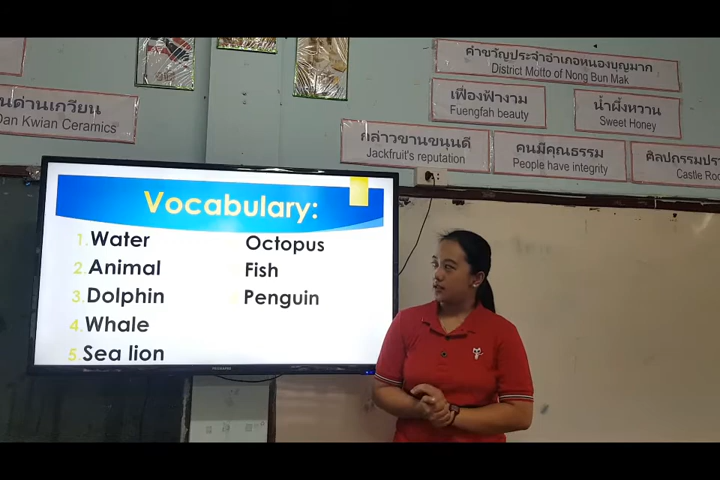 คำขวัญประจำอำเภอหนองบุญมาก
District Motto of Nong Bun Mak
เฟื่องฟ้างาม
Fuengfah beauty
น้ำผึ้งหวาน
Sweet Honey
นด่านเกวียน
Dan Kwian Ceramics
กล่าวขานขนุนดี
Jackfruit's reputation
คนมีคุณธรรม
People have integrity
ศิลปกรรมปรา
Castle Roc
Vocabulary:
1. Water
2. Animal
3. Dolphin
4. Whale
5. Sea lion
Octopus
Fish
Penguin